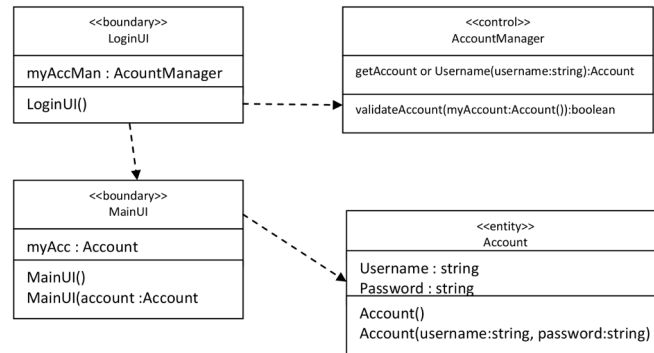 <<boundary>>
LoginUI
myAccMan : AcountManager
LoginUI()
<<control>>
AccountManager
getAccount or Username(username:string):Account
validateAccount(myAccount:Account()):boolean
<<boundary>>
MainUI
myAcc : Account
MainUI()
MainUI(account :Account
<<entity>>
Account
Username : string
Password : string
Account()
Account(username:string, password:string)